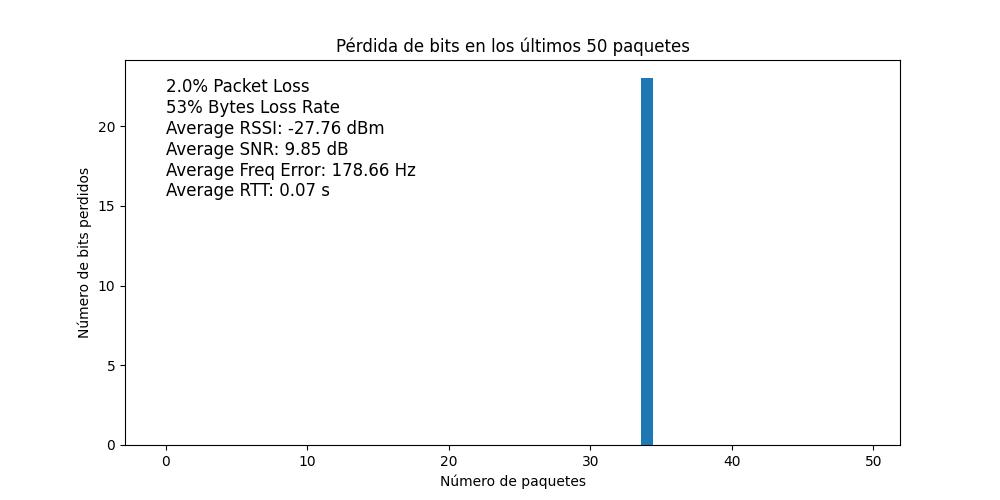 Pérdida de bits en los últimos 50 paquetes
2.0% Packet Loss
53% Bytes Loss Rate
Average RSSI: -27.76 dBm
Average SNR: 9.85 dB
Average Freq Error: 178.66 Hz
Average RTT: 0.07 s
Número de bits perdidos
20
15
10
5
0
0 10 20 30 40 50
Número de paquetes